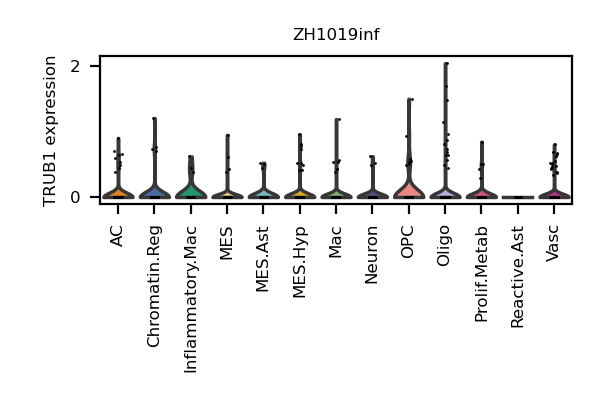 ZH1019inf
TRUB1 expression
2
0
AC
Chromatin.Reg
Inflammatory.Mac
MES
MES.Ast
MES.Hyp
Mac
Neuron
OPC
Oligo
Prolif.Metab
Reactive.Ast
Vasc